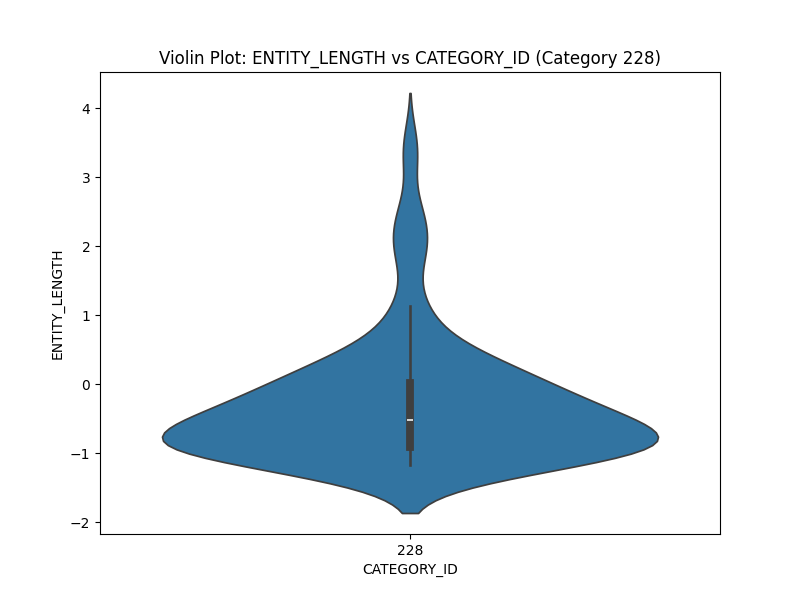 Violin Plot: ENTITY_LENGTH vs CATEGORY_ID (Category 228)
4
3
2
1
0
−1
−2
ENTITY_LENGTH
228
CATEGORY_ID